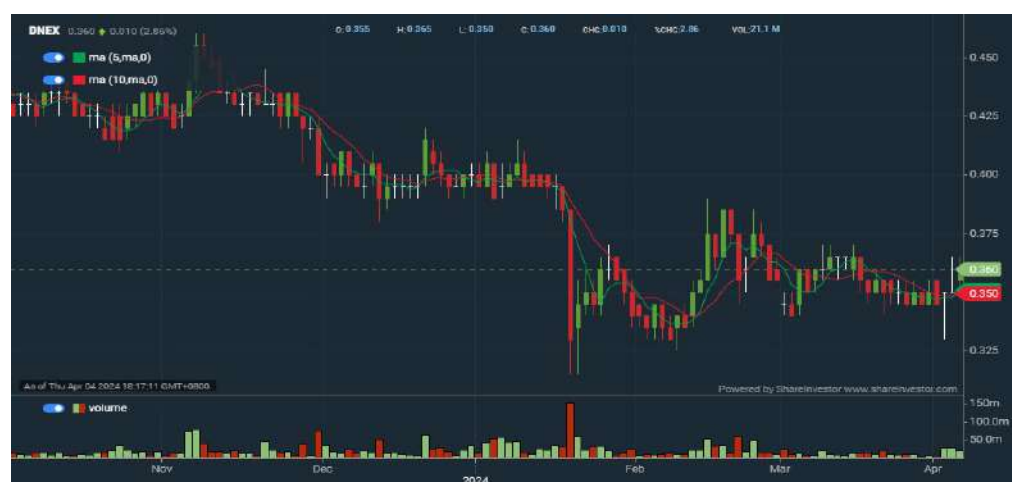 DNEX 0.360 0.010 (2.86%) O:0.355 H:0.365 L:0.350 C:0.360 CHG:0.010 %CHG:2.86 VOL:21.1 M
ma (5,ma,0)
ma (10,ma,0)
0.450
0.425
0.400
0.375
0.360
0.350
0.325
As of Thu Apr 04 2024 18:17:11 GMT+0800
Powered by ShareInvestor www.shareinvestor.com
volume
150m
100.0m
50.0m
Nov Dec Feb Mar Apr
2024